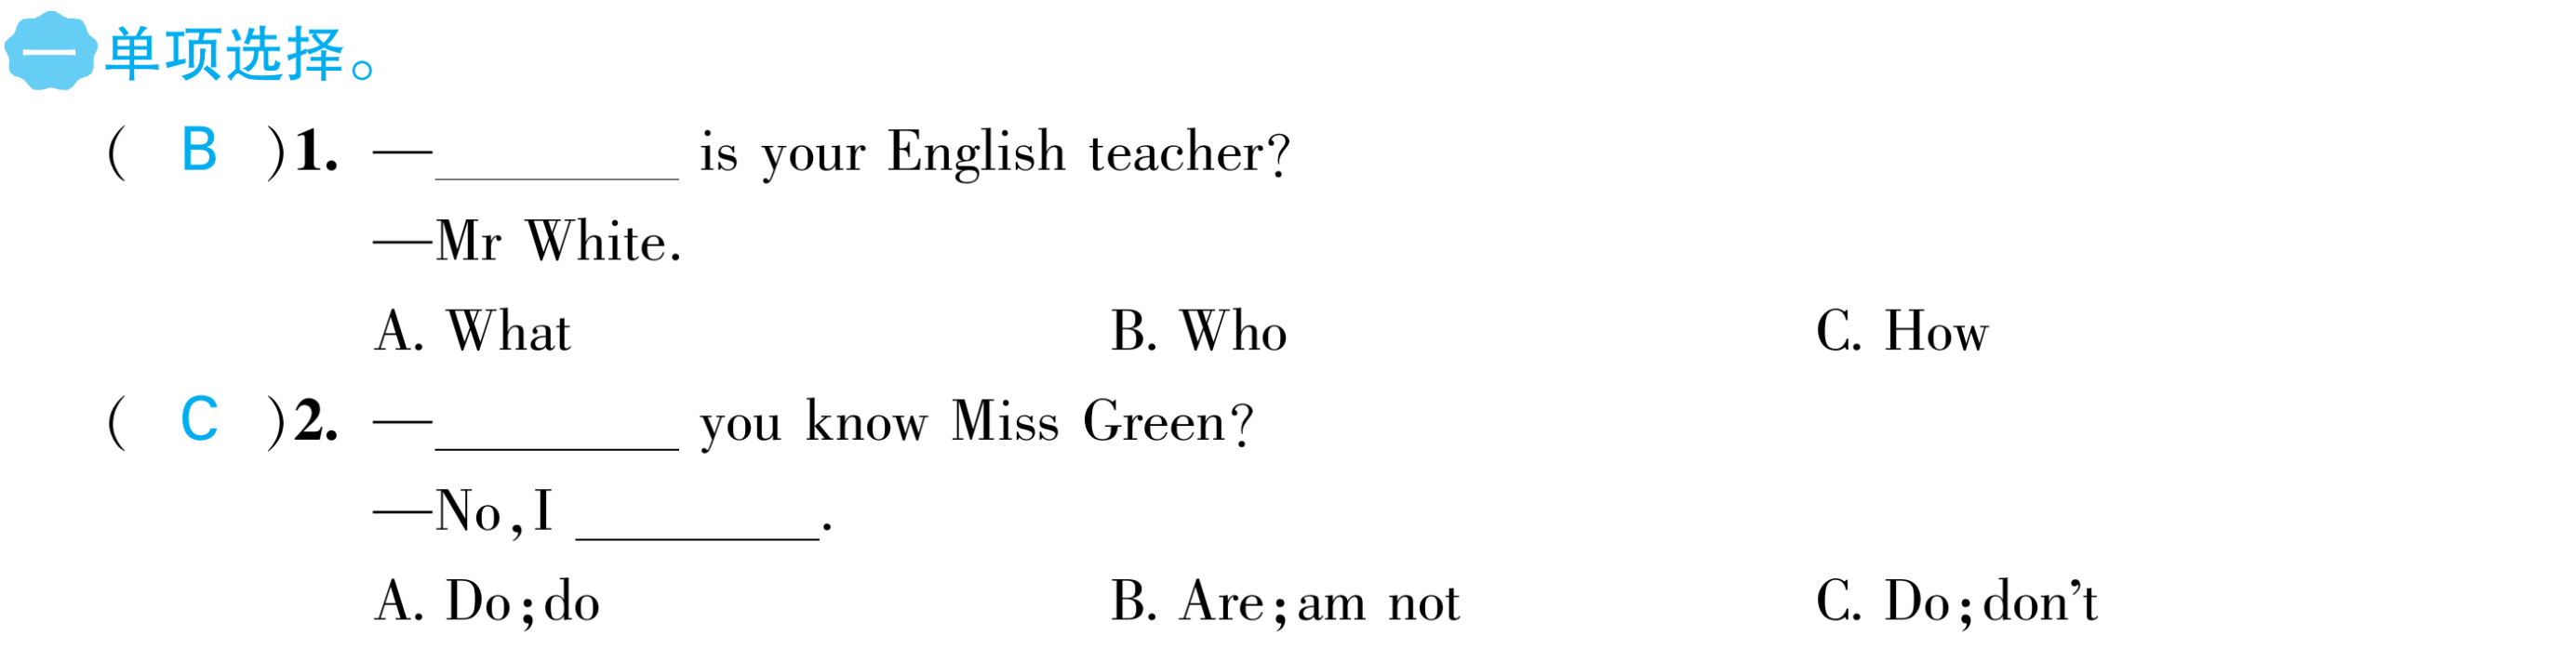 一 单项选择。
( B )1. —________ is your English teacher?
—Mr White.
A. What B. Who C. How
( C )2. —________ you know Miss Green?
—No,I ________.
A. Do;do B. Are;am not C. Do;don't